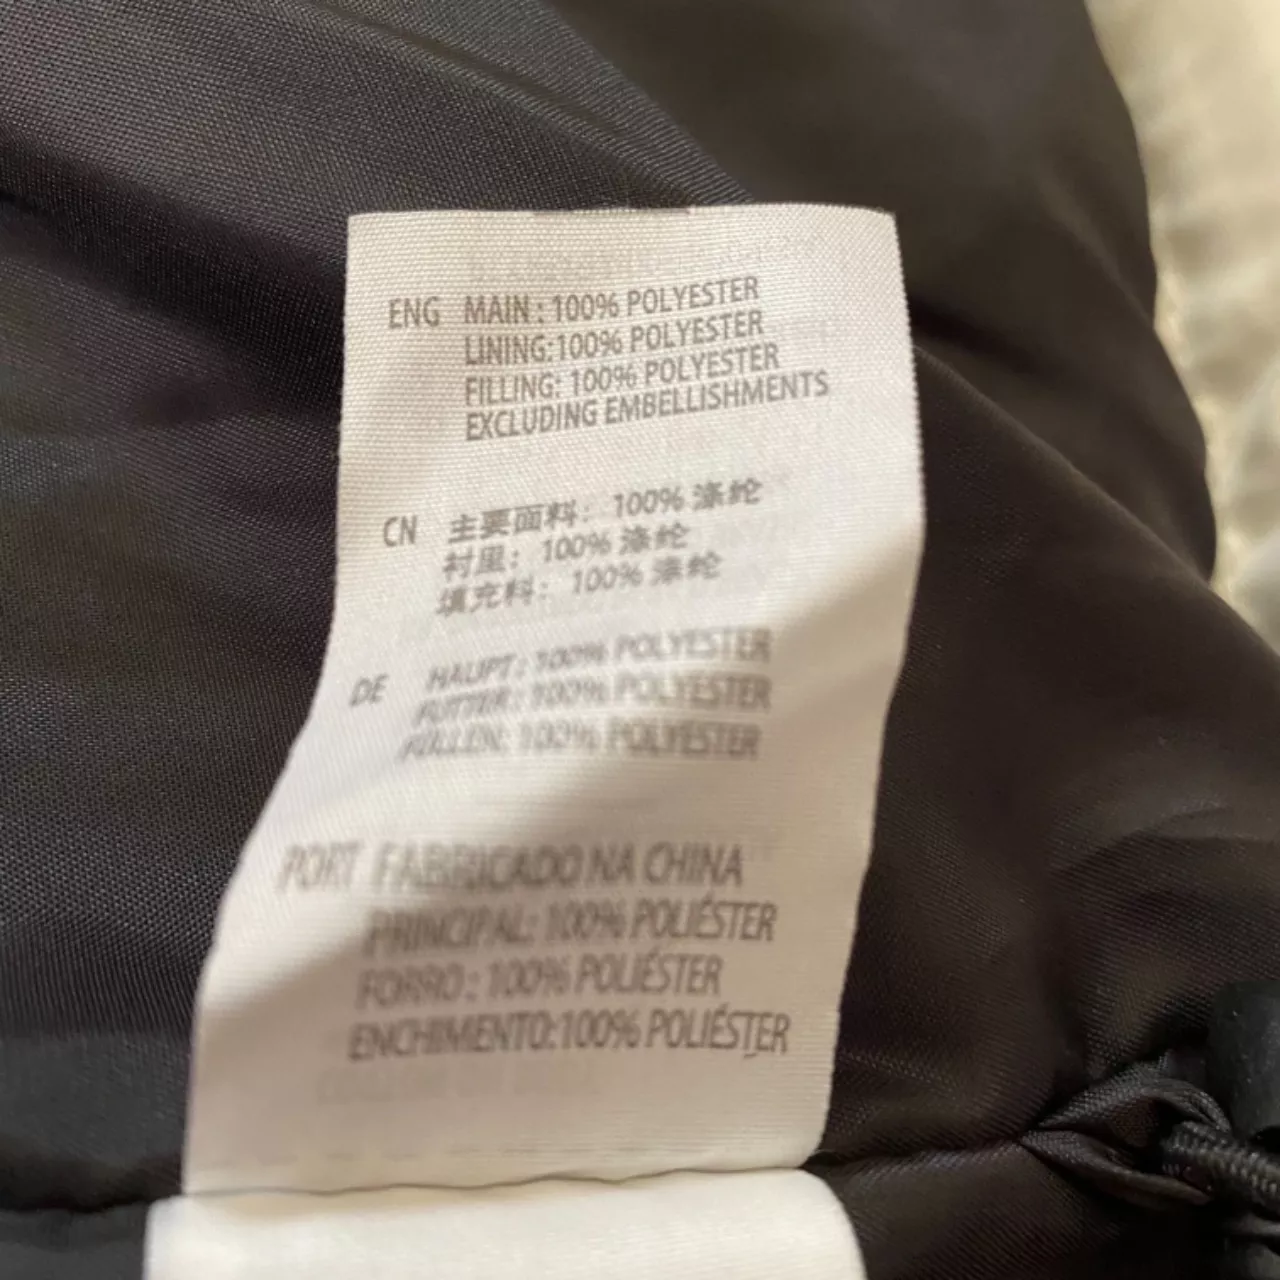 ENG MAIN : 100% POLYESTER
LINING:100% POLYESTER
FILLING: 100% POLYESTER
EXCLUDING EMBELLISHMENTS
CN 主要面料：100% 涤纶
衬里：100% 涤纶
填充料：100% 涤纶
DE HAUPT: 100% POLYESTER
FUTTER: 100% POLYESTER
FÜLLEN: 100% POLYESTER
PORT FABRICADO NA CHINA
PRINCIPAL: 100% POLIÉSTER
FORRO : 100% POLIÉSTER
ENCHIMENTO:100% POLIÉSTER